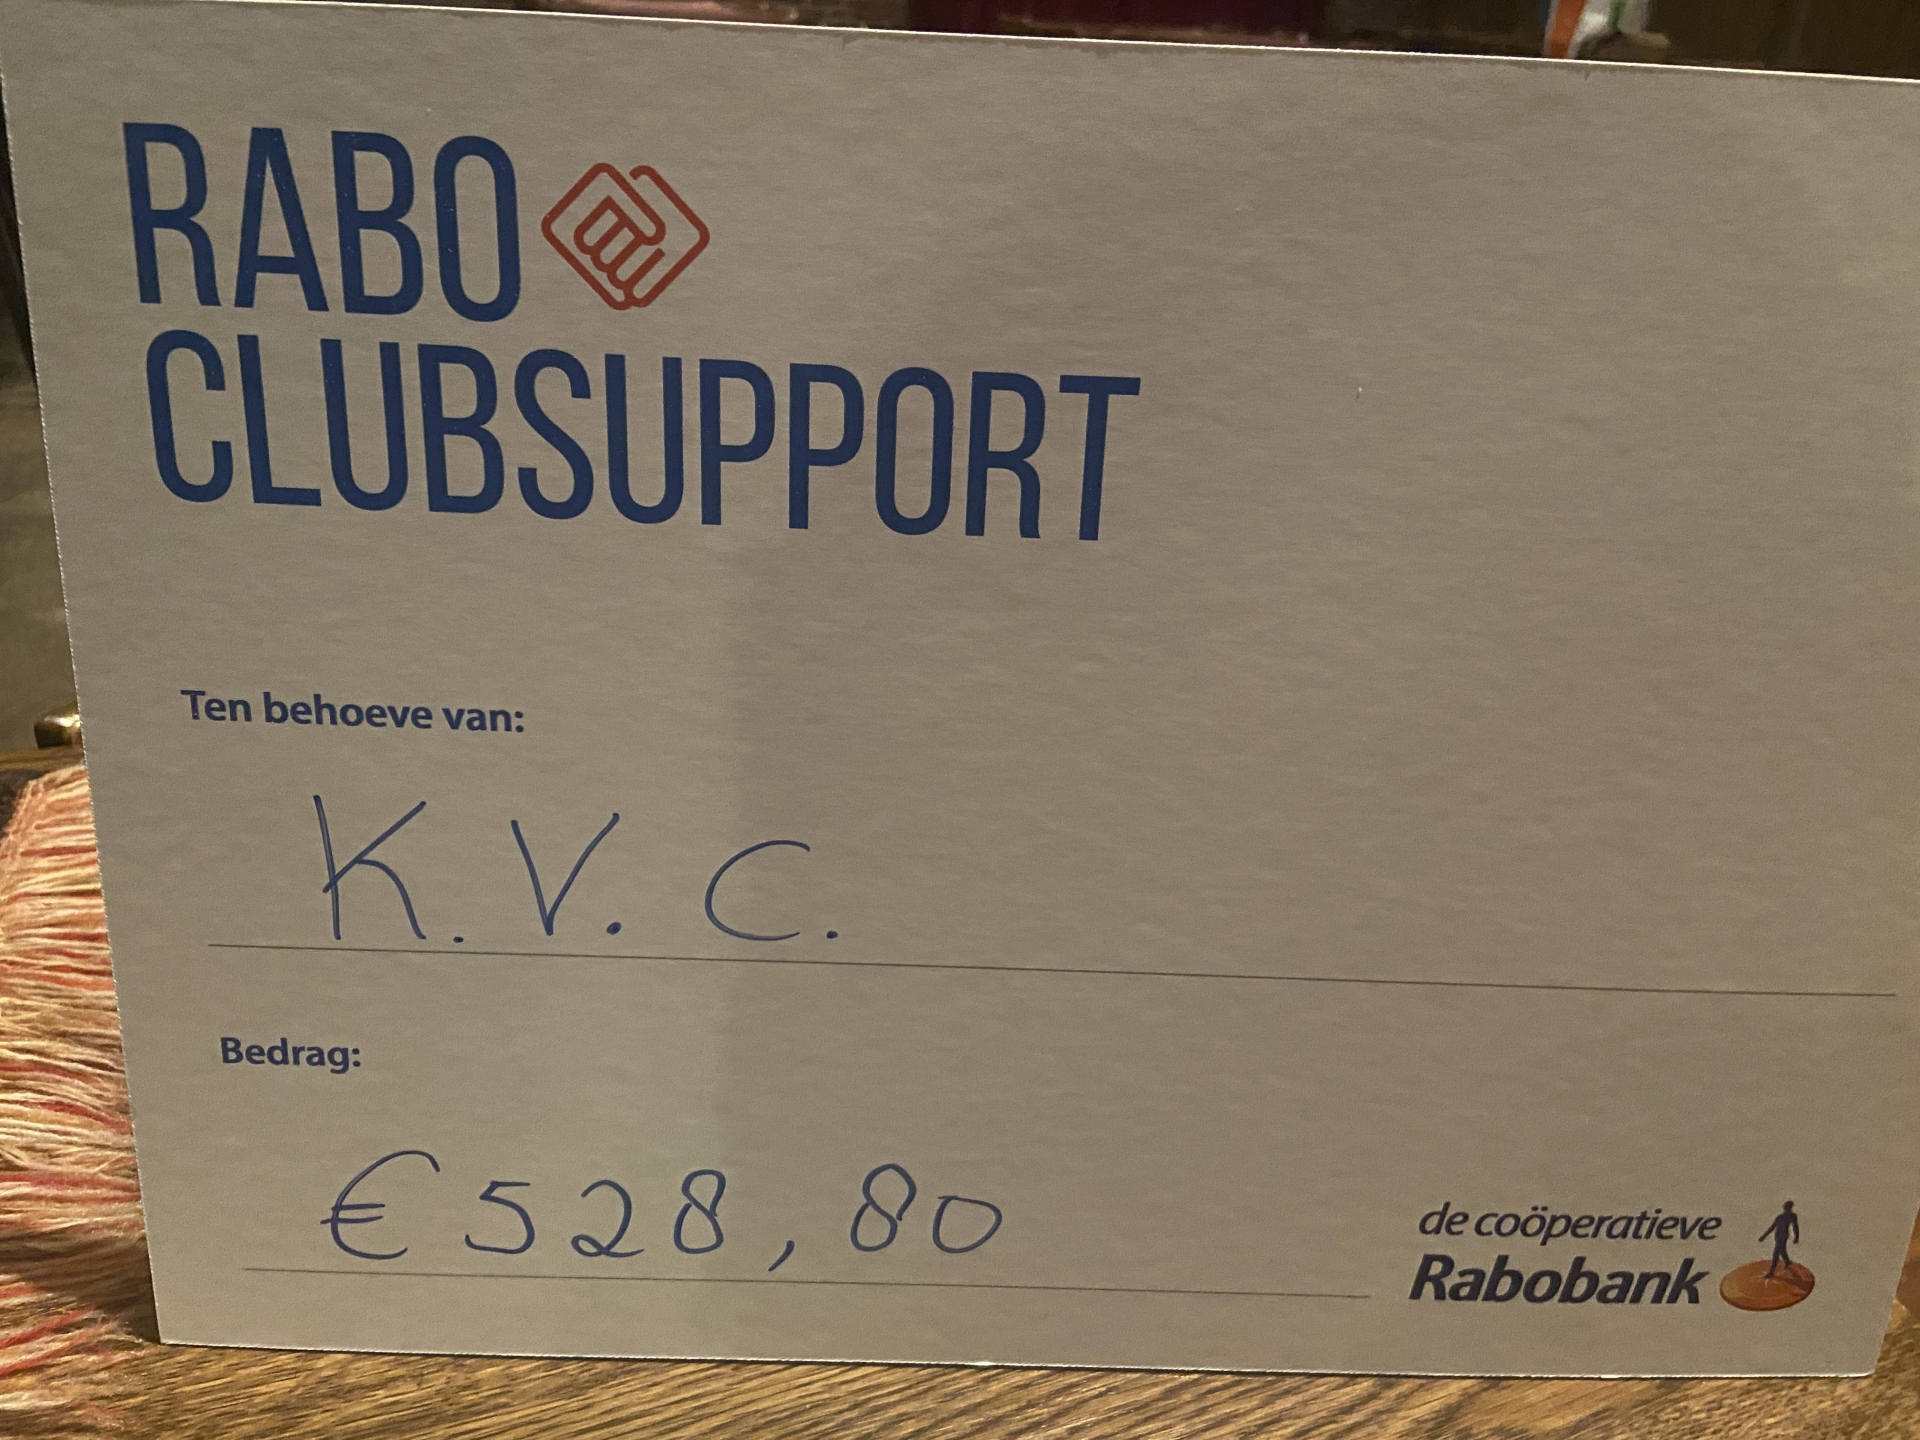 RABO
CLUBSUPPORT
Ten behoeve van:
K.V.C.
Bedrag:
€528,80
de coöperatieve
Rabobank